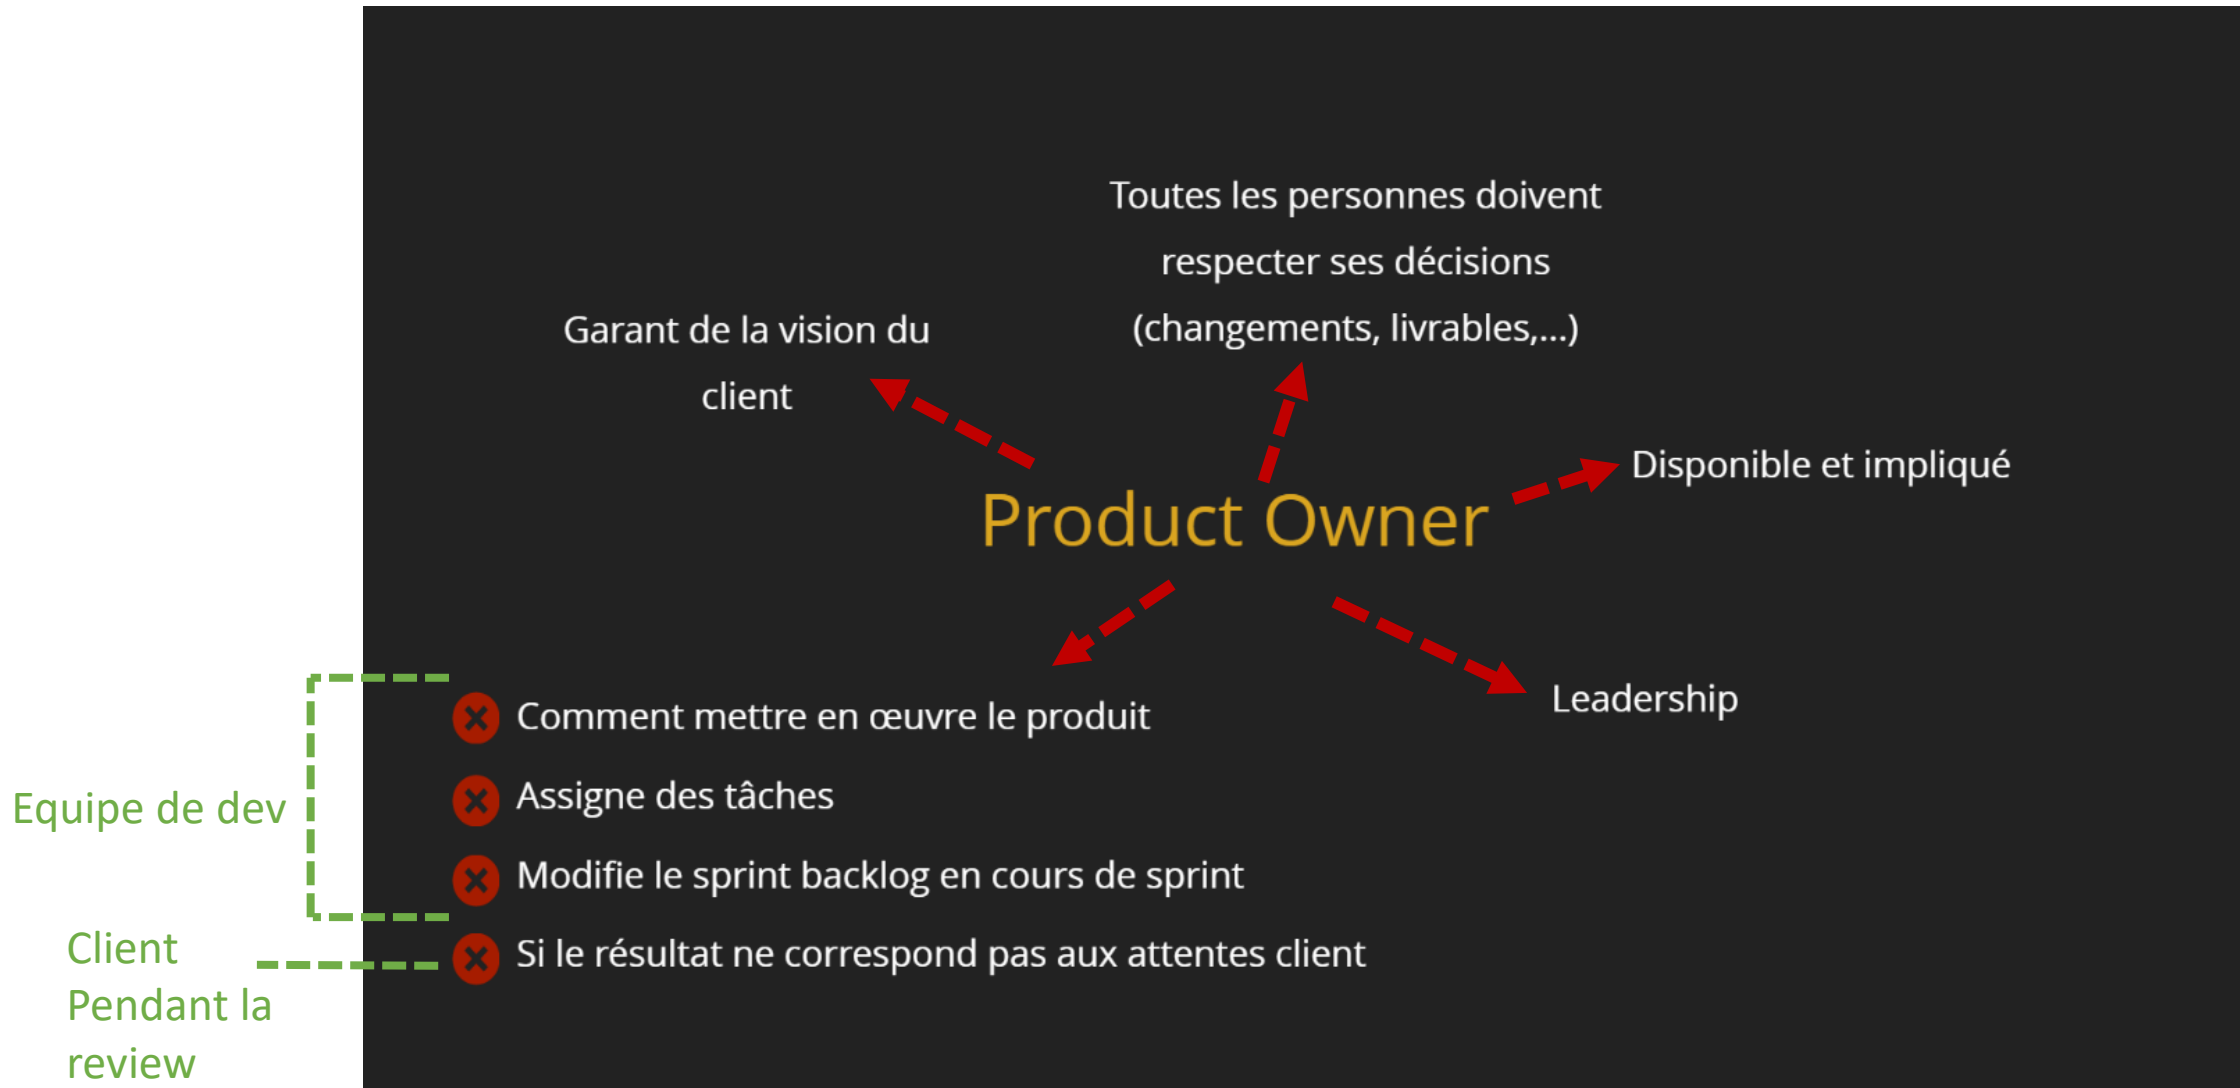 Toutes les personnes doivent
respecter ses décisions
(changements, livrables,...)
Garant de la vision du
client
Disponible et impliqué
Product Owner
Leadership
Comment mettre en œuvre le produit
Assigne des tâches
Modifie le sprint backlog en cours de sprint
Si le résultat ne correspond pas aux attentes client
Equipe de dev
Client
Pendant la
review